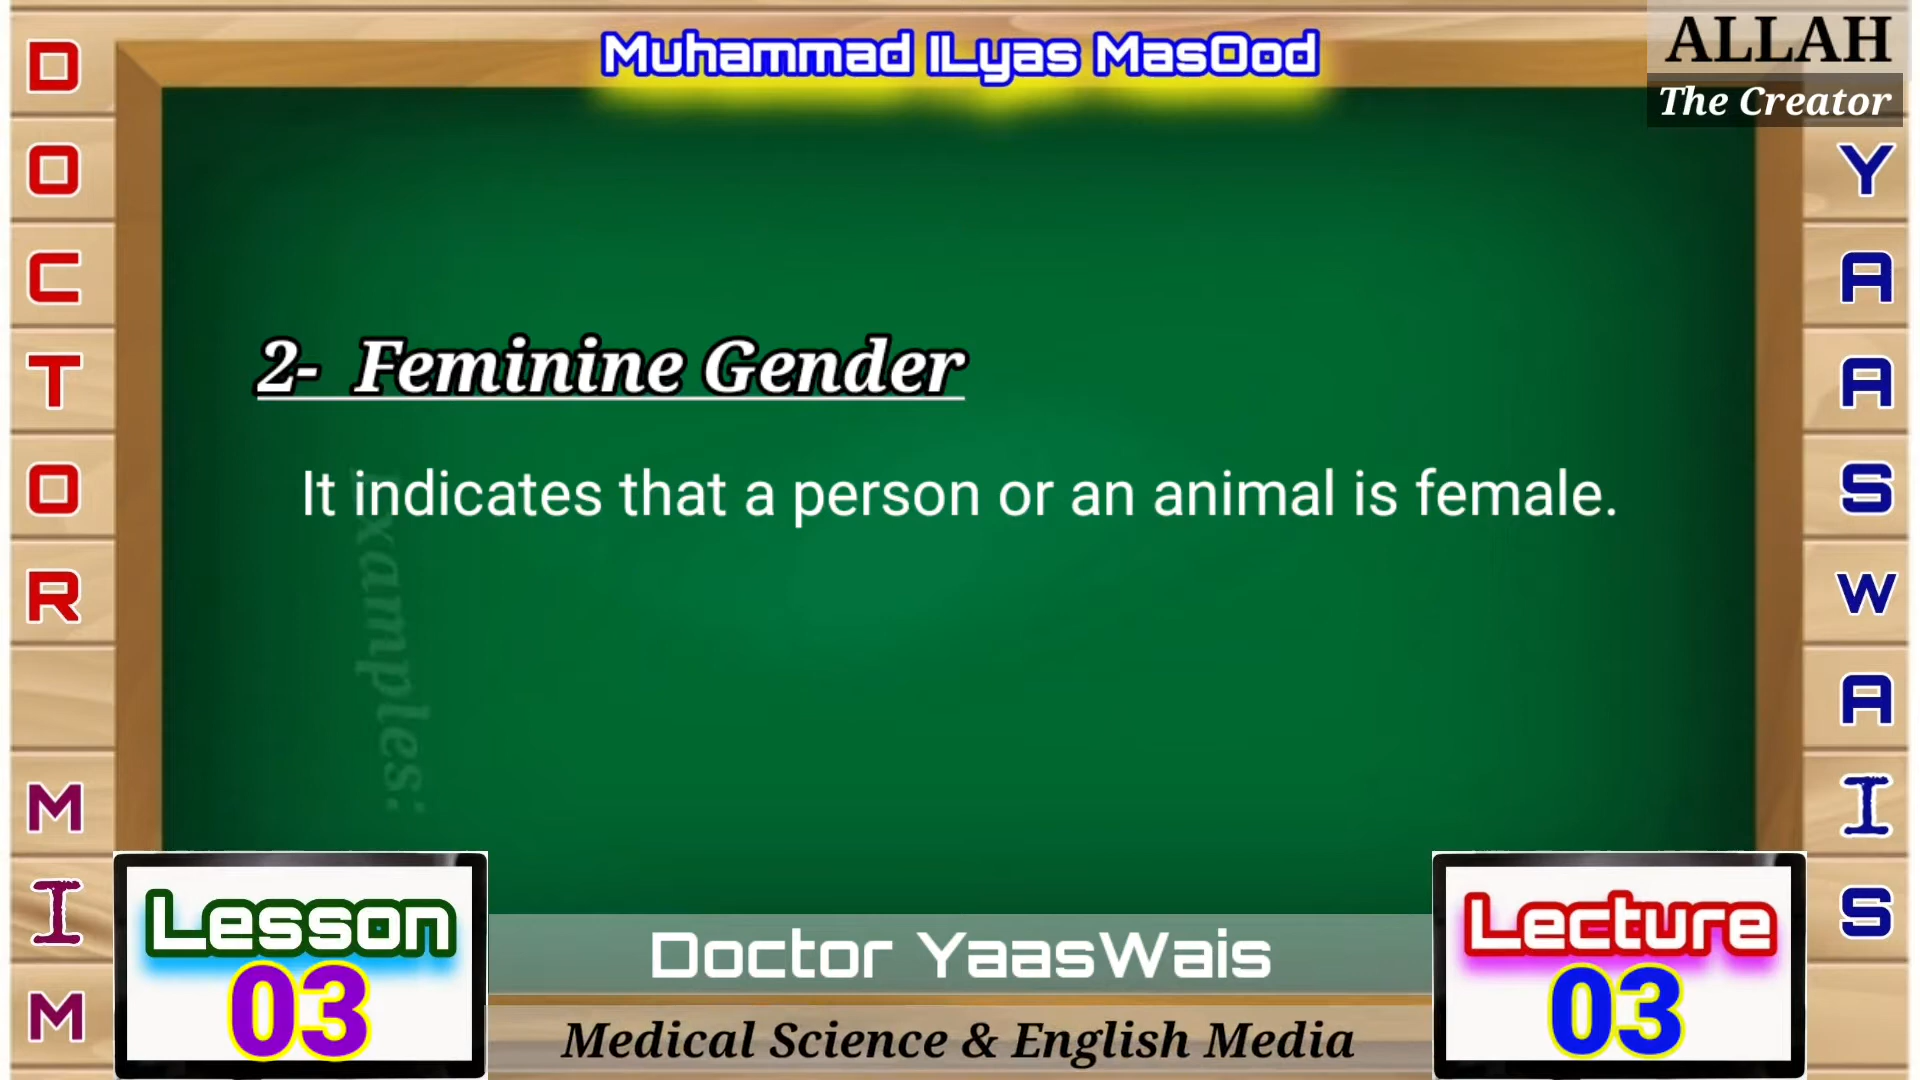 Muhammad ILyas MasOod
ALLAH
The Creator
DOCTOR MIM
YAASWAIS
2- Feminine Gender
It indicates that a person or an animal is female.
Examples:
Lesson
03
Doctor YaasWais
Medical Science & English Media
Lecture
03